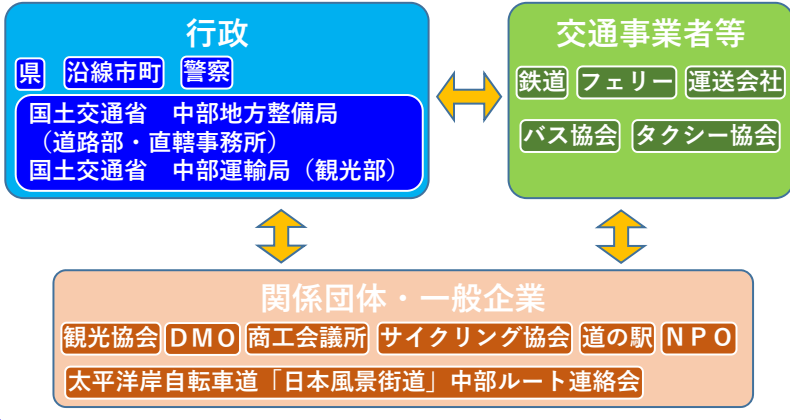 行政
県 沿線市町 警察
国土交通省 中部地方整備局
（道路部・直轄事務所）
国土交通省 中部運輸局（観光部）
交通事業者等
鉄道 フェリー 運送会社
バス協会 タクシー協会
関係団体・一般企業
観光協会 DMO 商工会議所 サイクリング協会 道の駅 ＮＰＯ
太平洋岸自転車道「日本風景街道」中部ルート連絡会